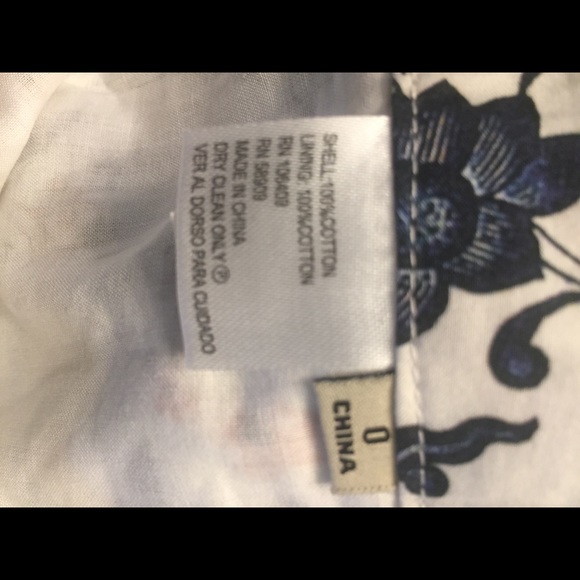 SHELL:100%COTTON
LINING: 100%COTTON
RN 106409
RN 58909
MADE IN CHINA
DRY CLEAN ONLY Ⓟ
VER AL DORSO PARA CUIDADO
0
CHINA